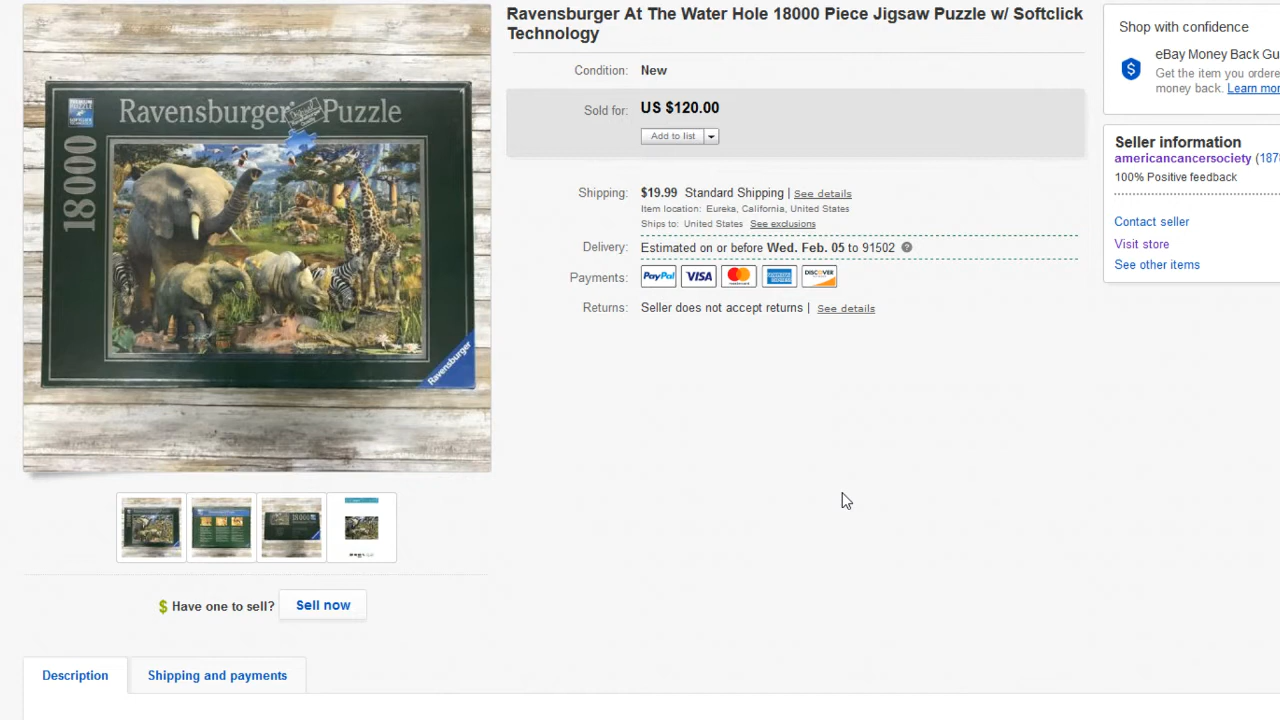 Ravensburger Puzzle
18000
Ravensburger
Ravensburger At The Water Hole 18000 Piece Jigsaw Puzzle w/ Softclick
Technology
Condition: New
Sold for: US $120.00
Add to list
Shipping: $19.99 Standard Shipping | See details
Item location: Eureka, California, United States
Ships to: United States See exclusions
Delivery: Estimated on or before Wed. Feb. 05 to 91502 ?
Payments: PayPal VISA MasterCard AMERICAN EXPRESS DISCOVER
Returns: Seller does not accept returns | See details
Shop with confidence
$
eBay Money Back Gu
Get the item you ordere
money back. Learn mor
Seller information
americancancersociety (187
100% Positive feedback
Contact seller
Visit store
See other items
$ Have one to sell? Sell now
Description
Shipping and payments